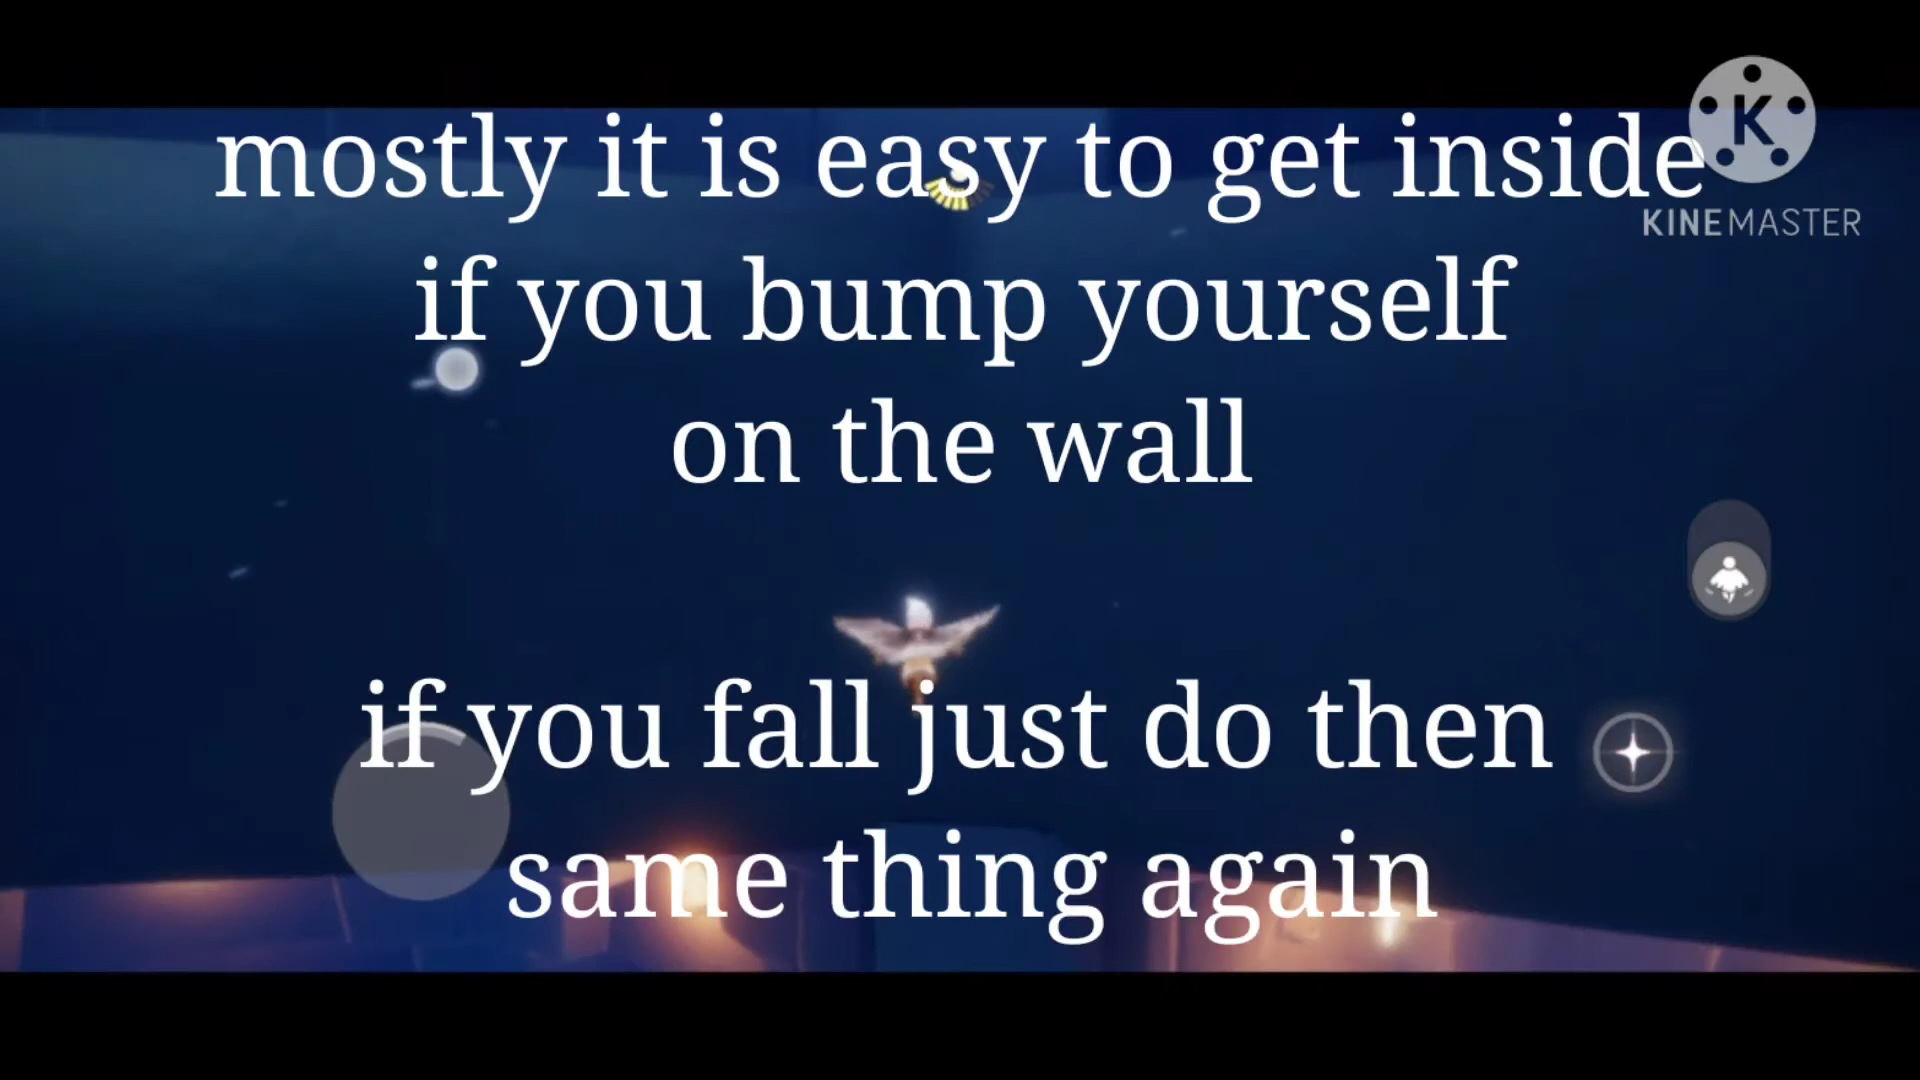 mostly it is easy to get inside
if you bump yourself
on the wall
if you fall just do then
same thing again
K
KINEMASTER